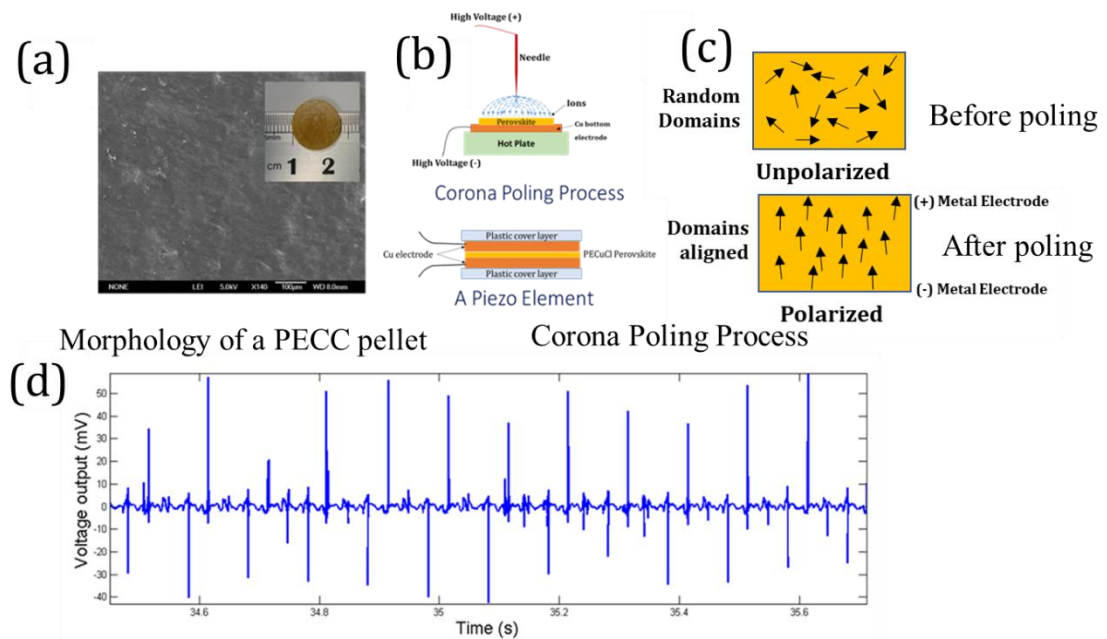 (a)
cm 1 2
NONE LEI 5.0kV X140 100μm WD 8.0mm
Morphology of a PECC pellet
(b)
High Voltage (+)
Needle
Ions
Perovskite
Cu bottom
electrode
Hot Plate
High Voltage (-)
Corona Poling Process
Plastic cover layer
Cu electrode
PECuCl Perovskite
Plastic cover layer
A Piezo Element
Corona Poling Process
(c)
Random
Domains
Before poling
Unpolarized
Domains
aligned
(+) Metal Electrode
After poling
(-) Metal Electrode
Polarized
(d)
Voltage output (mV)
50
40
30
20
10
0
-10
-20
-30
-40
34.6 34.8 35 35.2 35.4 35.6
Time (s)